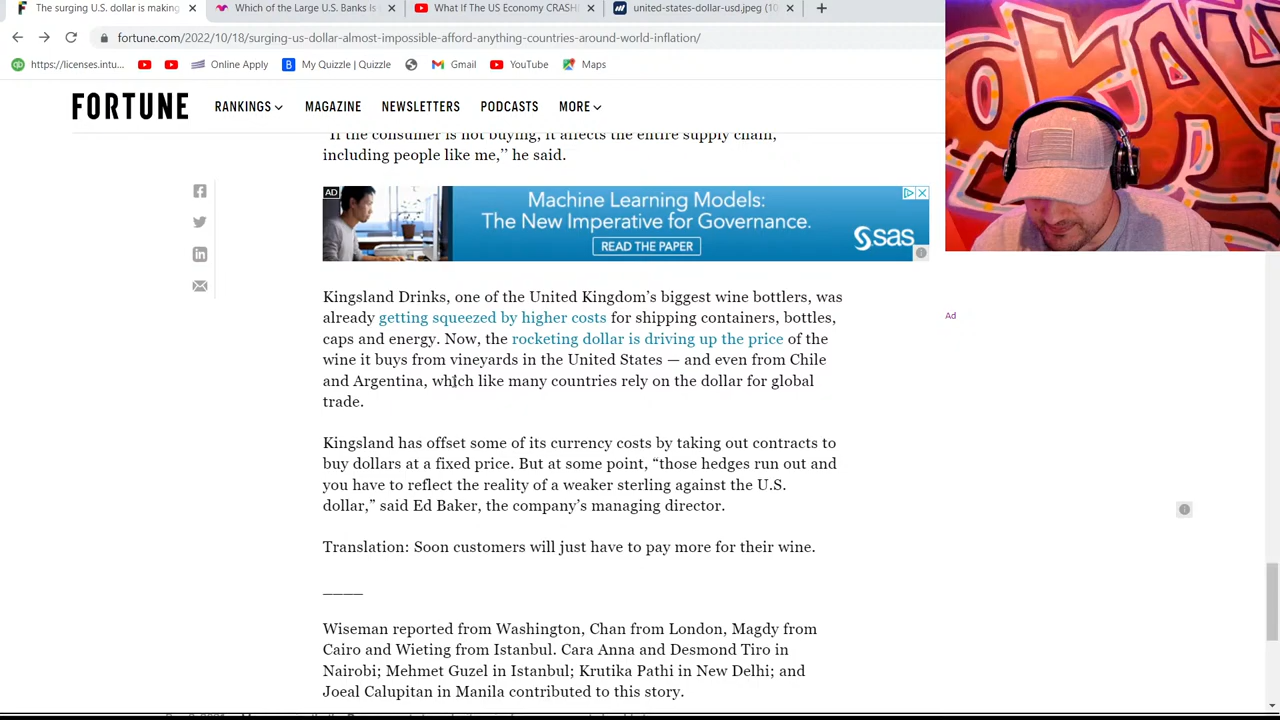 The surging U.S. dollar is making
Which of the Large U.S. Banks Is
What If The US Economy CRASH
united-states-dollar-usd.jpeg (10
fortune.com/2022/10/18/surging-us-dollar-almost-impossible-afford-anything-countries-around-world-inflation/
https://licenses.intu...
Online Apply
My Quizzle | Quizzle
Gmail
YouTube
Maps
OKAY
FORTUNE
RANKINGS
MAGAZINE
NEWSLETTERS
PODCASTS
MORE
"If the consumer is not buying, it affects the entire supply chain,
including people like me,'' he said.
AD
Machine Learning Models:
The New Imperative for Governance.
READ THE PAPER
sas
Kingsland Drinks, one of the United Kingdom’s biggest wine bottlers, was
already getting squeezed by higher costs for shipping containers, bottles,
caps and energy. Now, the rocketing dollar is driving up the price of the
wine it buys from vineyards in the United States — and even from Chile
and Argentina, which like many countries rely on the dollar for global
trade.
Ad
Kingsland has offset some of its currency costs by taking out contracts to
buy dollars at a fixed price. But at some point, “those hedges run out and
you have to reflect the reality of a weaker sterling against the U.S.
dollar,” said Ed Baker, the company’s managing director.
Translation: Soon customers will just have to pay more for their wine.
____
Wiseman reported from Washington, Chan from London, Magdy from
Cairo and Wieting from Istanbul. Cara Anna and Desmond Tiro in
Nairobi; Mehmet Guzel in Istanbul; Krutika Pathi in New Delhi; and
Joeal Calupitan in Manila contributed to this story.